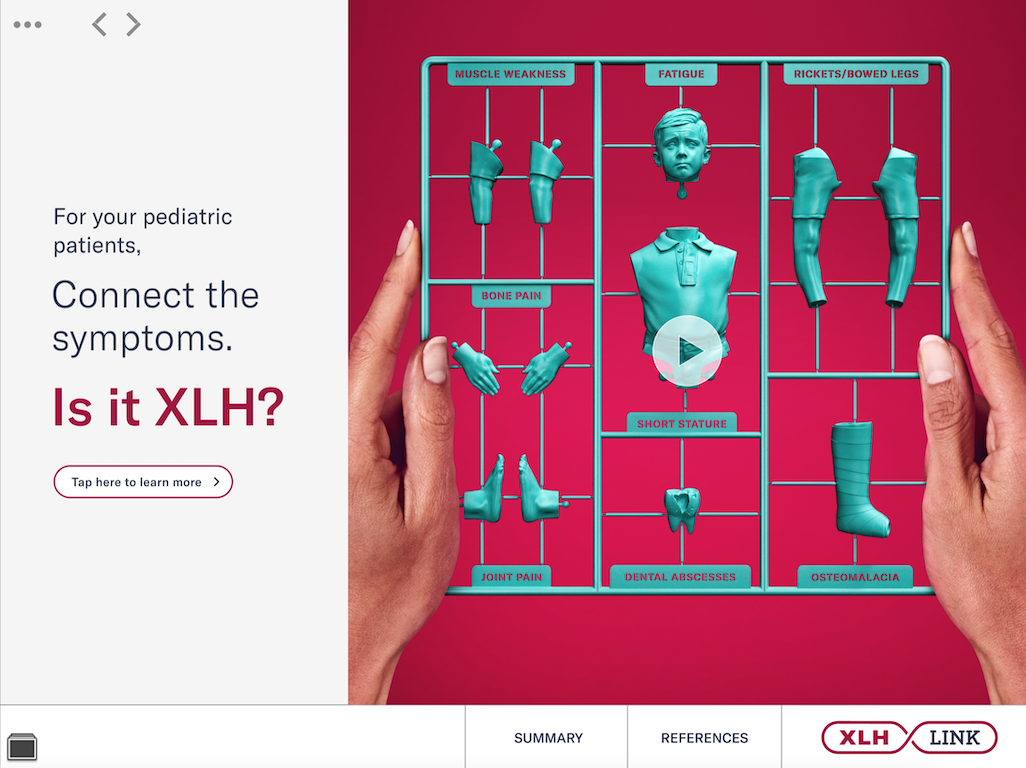 For your pediatric
patients,
Connect the
symptoms.
Is it XLH?
Tap here to learn more
MUSCLE WEAKNESS
FATIGUE
RICKETS/BOWED LEGS
BONE PAIN
SHORT STATURE
JOINT PAIN
DENTAL ABSCESSES
OSTEOMALACIA
SUMMARY
REFERENCES
XLH LINK